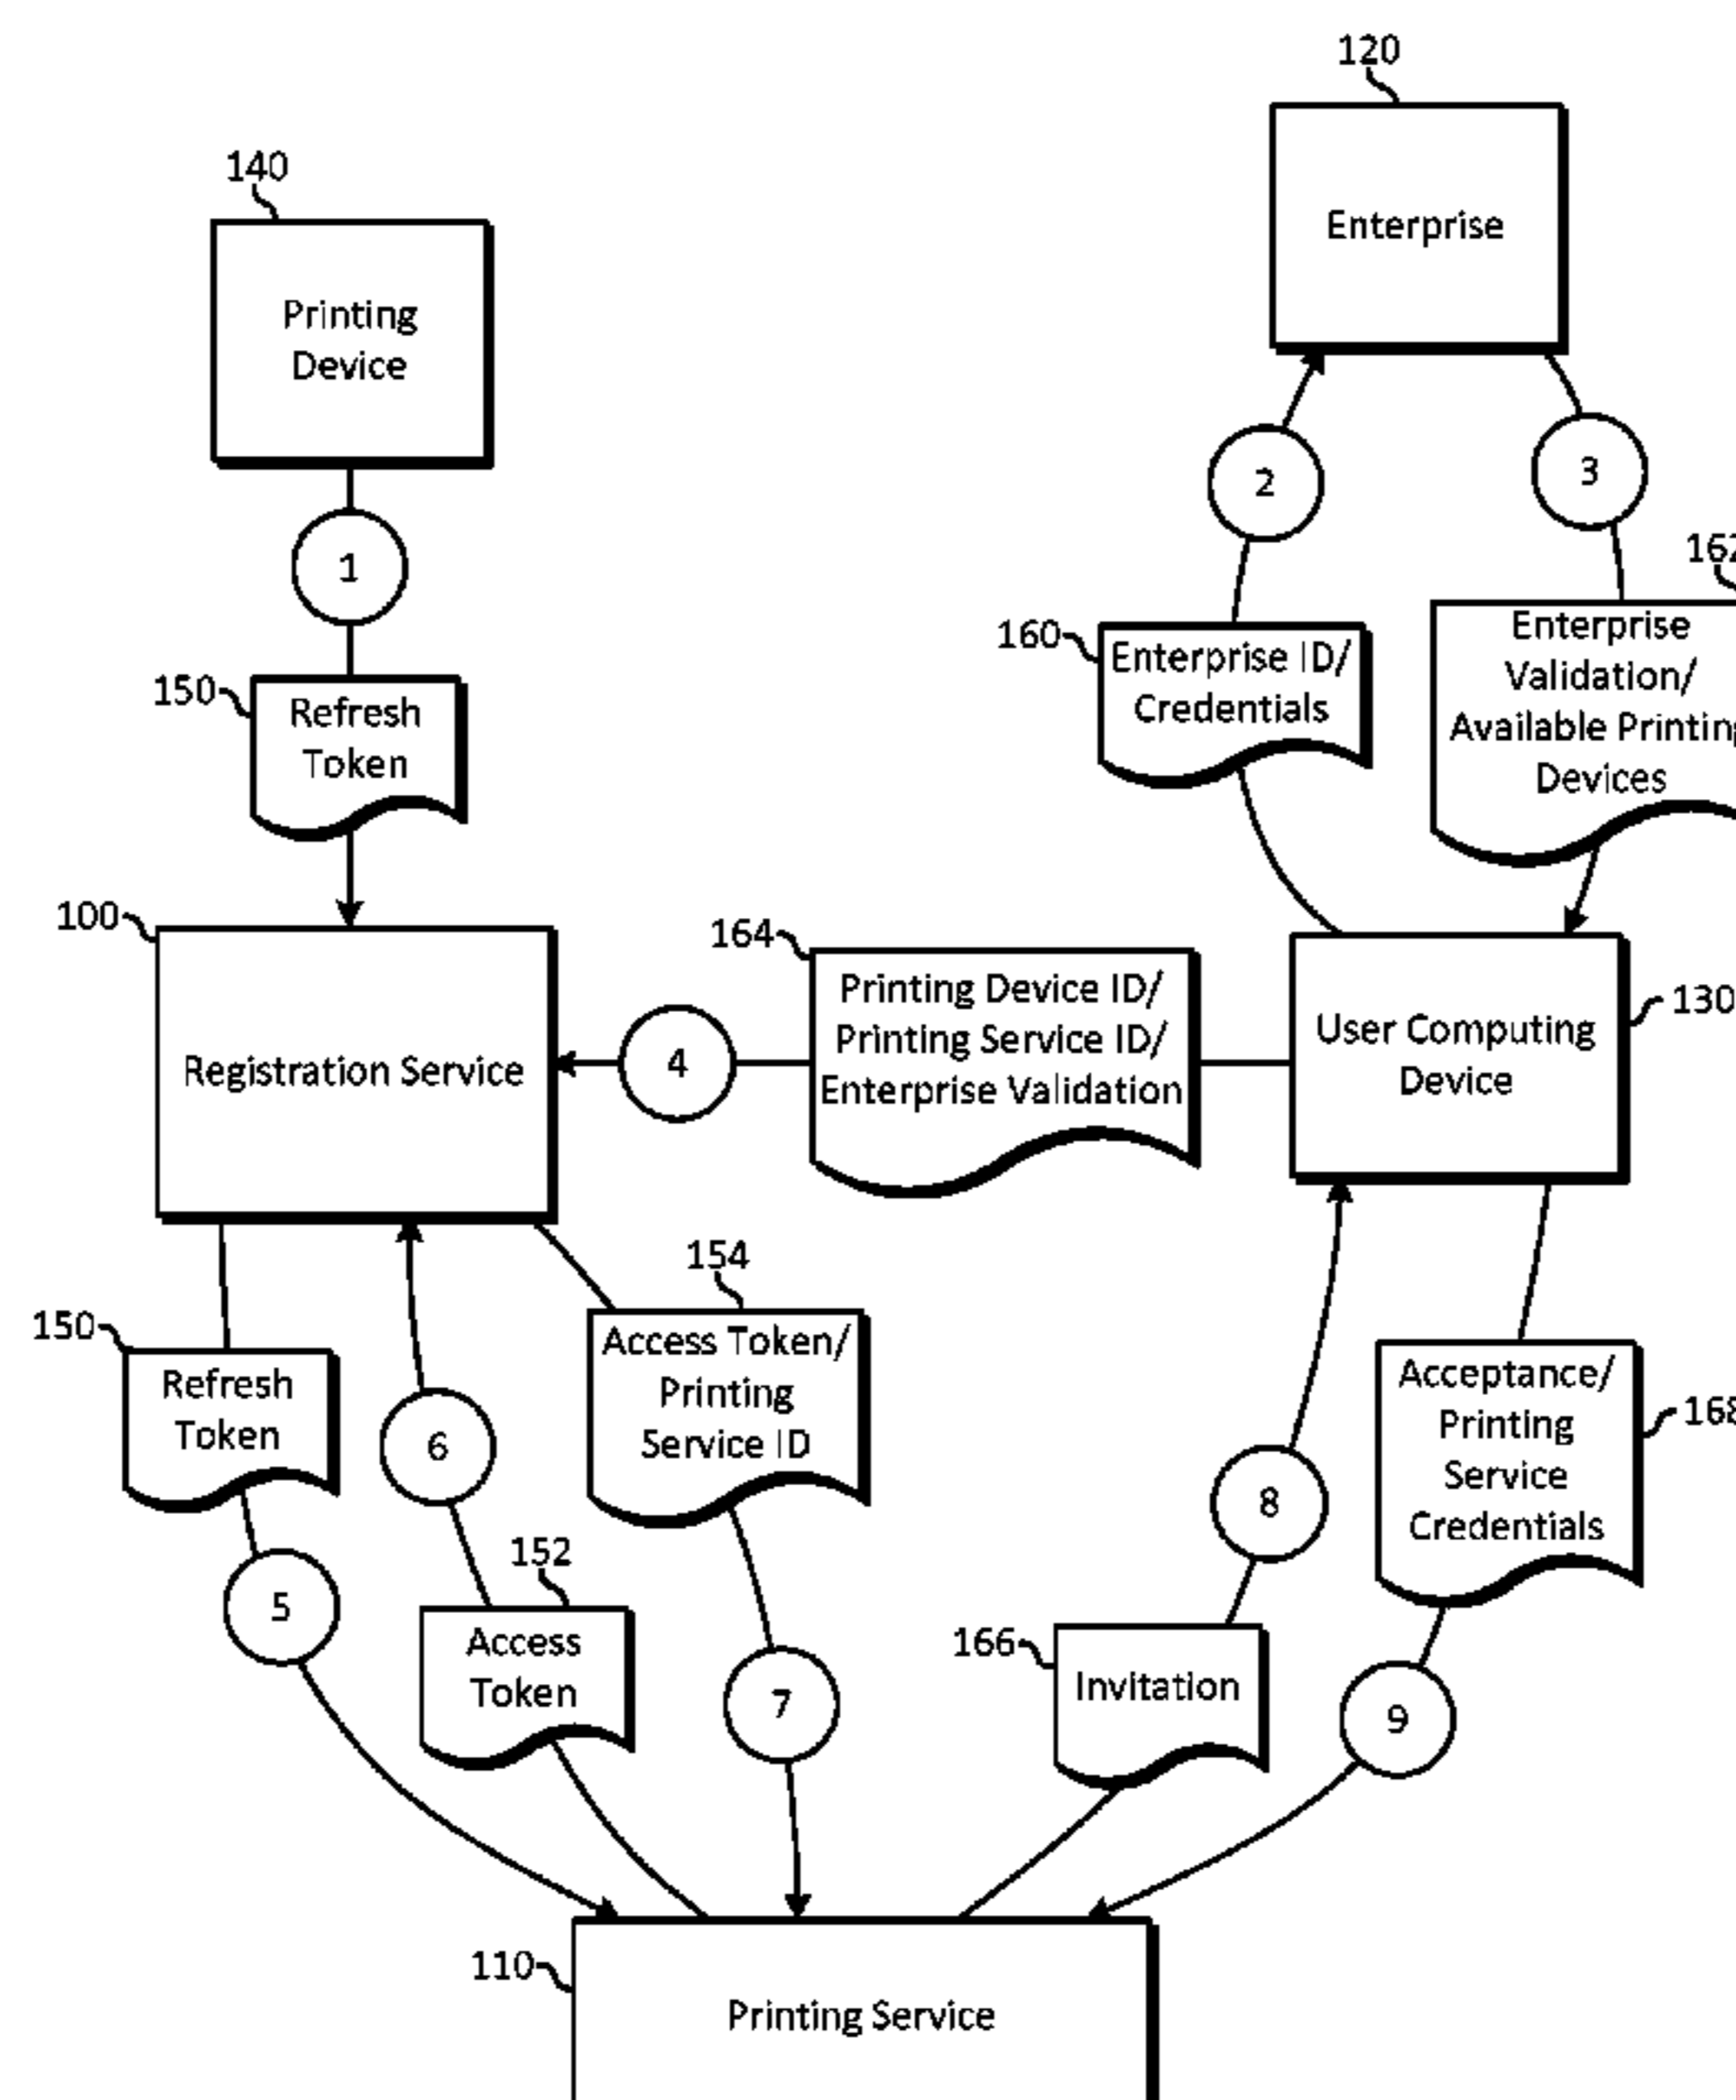 120
140
Enterprise
Printing
Device
2
3
1
162
160
Enterprise ID/
Credentials
Enterprise
Validation/
Available Printing
Devices
150
Refresh
Token
100
Registration Service
164
Printing Device ID/
Printing Service ID/
Enterprise Validation
4
User Computing
Device
130
154
Access Token/
Printing
Service ID
150
Refresh
Token
6
Acceptance/
Printing
Service
Credentials
168
8
5
152
Access
Token
7
166
Invitation
9
110
Printing Service